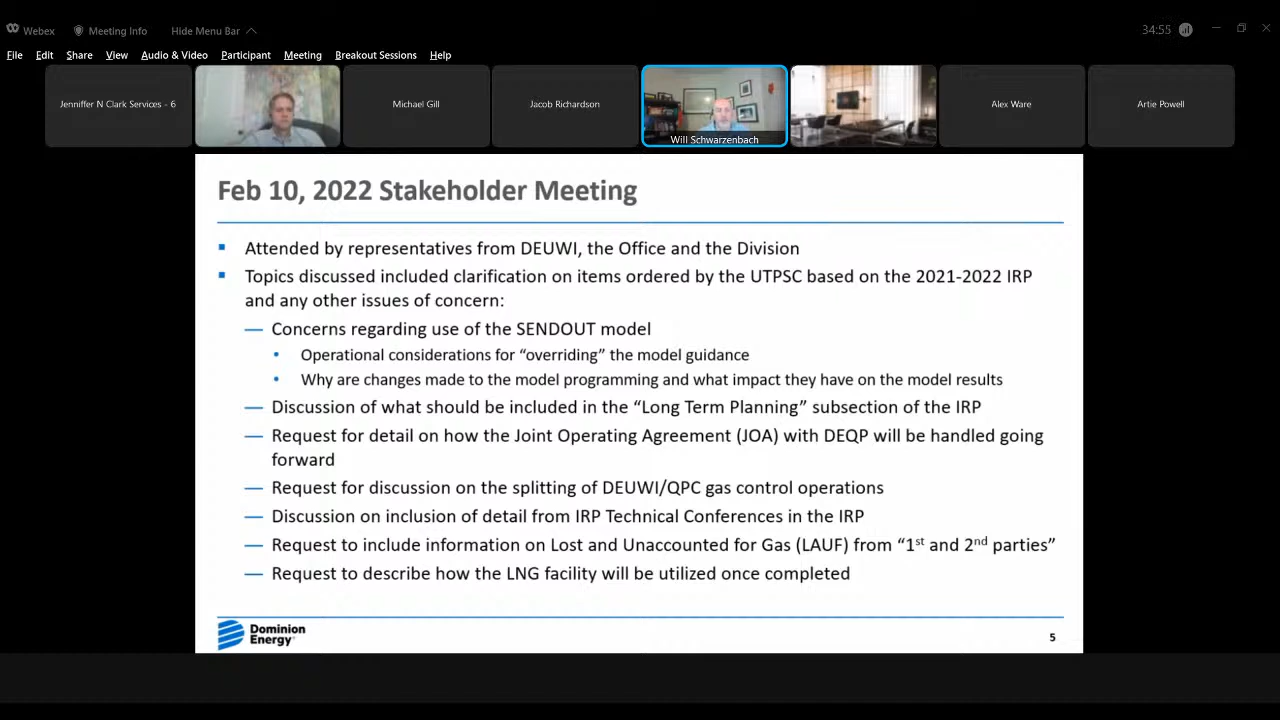 Webex
Meeting Info
Hide Menu Bar
34:55
File Edit Share View Audio & Video Participant Meeting Breakout Sessions Help
Jenniffer N Clark Services - 6
Michael Gill
Jacob Richardson
Will Schwarzenbach
Alex Ware
Artie Powell
Feb 10, 2022 Stakeholder Meeting
Attended by representatives from DEUWI, the Office and the Division
Topics discussed included clarification on items ordered by the UTPSC based on the 2021-2022 IRP
and any other issues of concern:
— Concerns regarding use of the SENDOUT model
Operational considerations for “overriding” the model guidance
Why are changes made to the model programming and what impact they have on the model results
— Discussion of what should be included in the “Long Term Planning” subsection of the IRP
— Request for detail on how the Joint Operating Agreement (JOA) with DEQP will be handled going
forward
— Request for discussion on the splitting of DEUWI/QPC gas control operations
— Discussion on inclusion of detail from IRP Technical Conferences in the IRP
— Request to include information on Lost and Unaccounted for Gas (LAUF) from “1st and 2nd parties”
— Request to describe how the LNG facility will be utilized once completed
Dominion
Energy
5